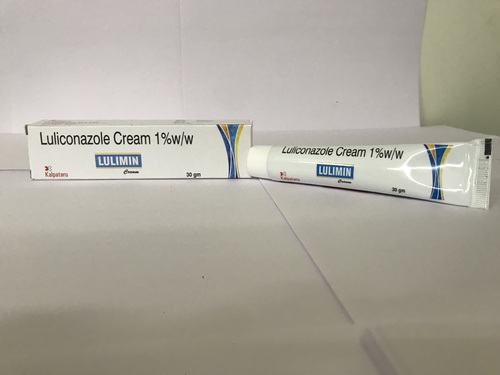 Luliconazole Cream 1%w/w
LULIMIN
Cream
Kalpataru
30 gm
Luliconazole Cream 1%w/w
LULIMIN
Cream
Kalpataru
30 gm